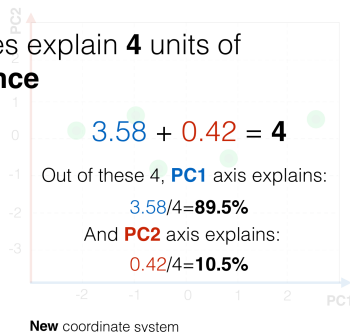 PC2
es explain 4 units of
nce
1
0
-1
-2
-3
3.58 + 0.42 = 4
Out of these 4, PC1 axis explains:
3.58/4=89.5%
And PC2 axis explains:
0.42/4=10.5%
-2 -1 0 1 2
PC1
New coordinate system